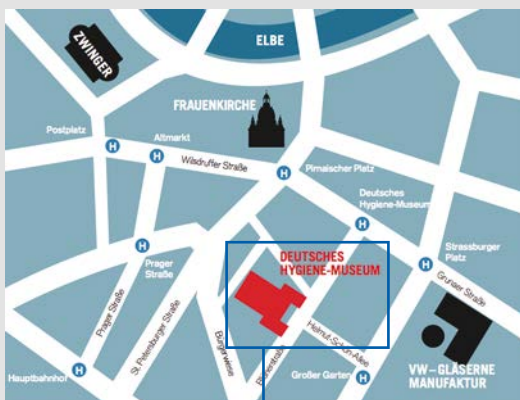 ELBE
ZWINGER
FRAUENKIRCHE
Postplatz
H
Altmarkt
H
Wilsdruffer Straße
H
Pirnaischer Platz
Deutsches
Hygiene-Museum
H
H
Prager
Straße
DEUTSCHES
HYGIENE-MUSEUM
Strassburger
Platz
H
Grunaer Straße
Prager Straße
St. Petersburger Straße
Bürgerwiese
Blüherstraße
Helmut-Schön-Allee
Hauptbahnhof
H
Großer Garten
H
VW – GLÄSERNE
MANUFAKTUR